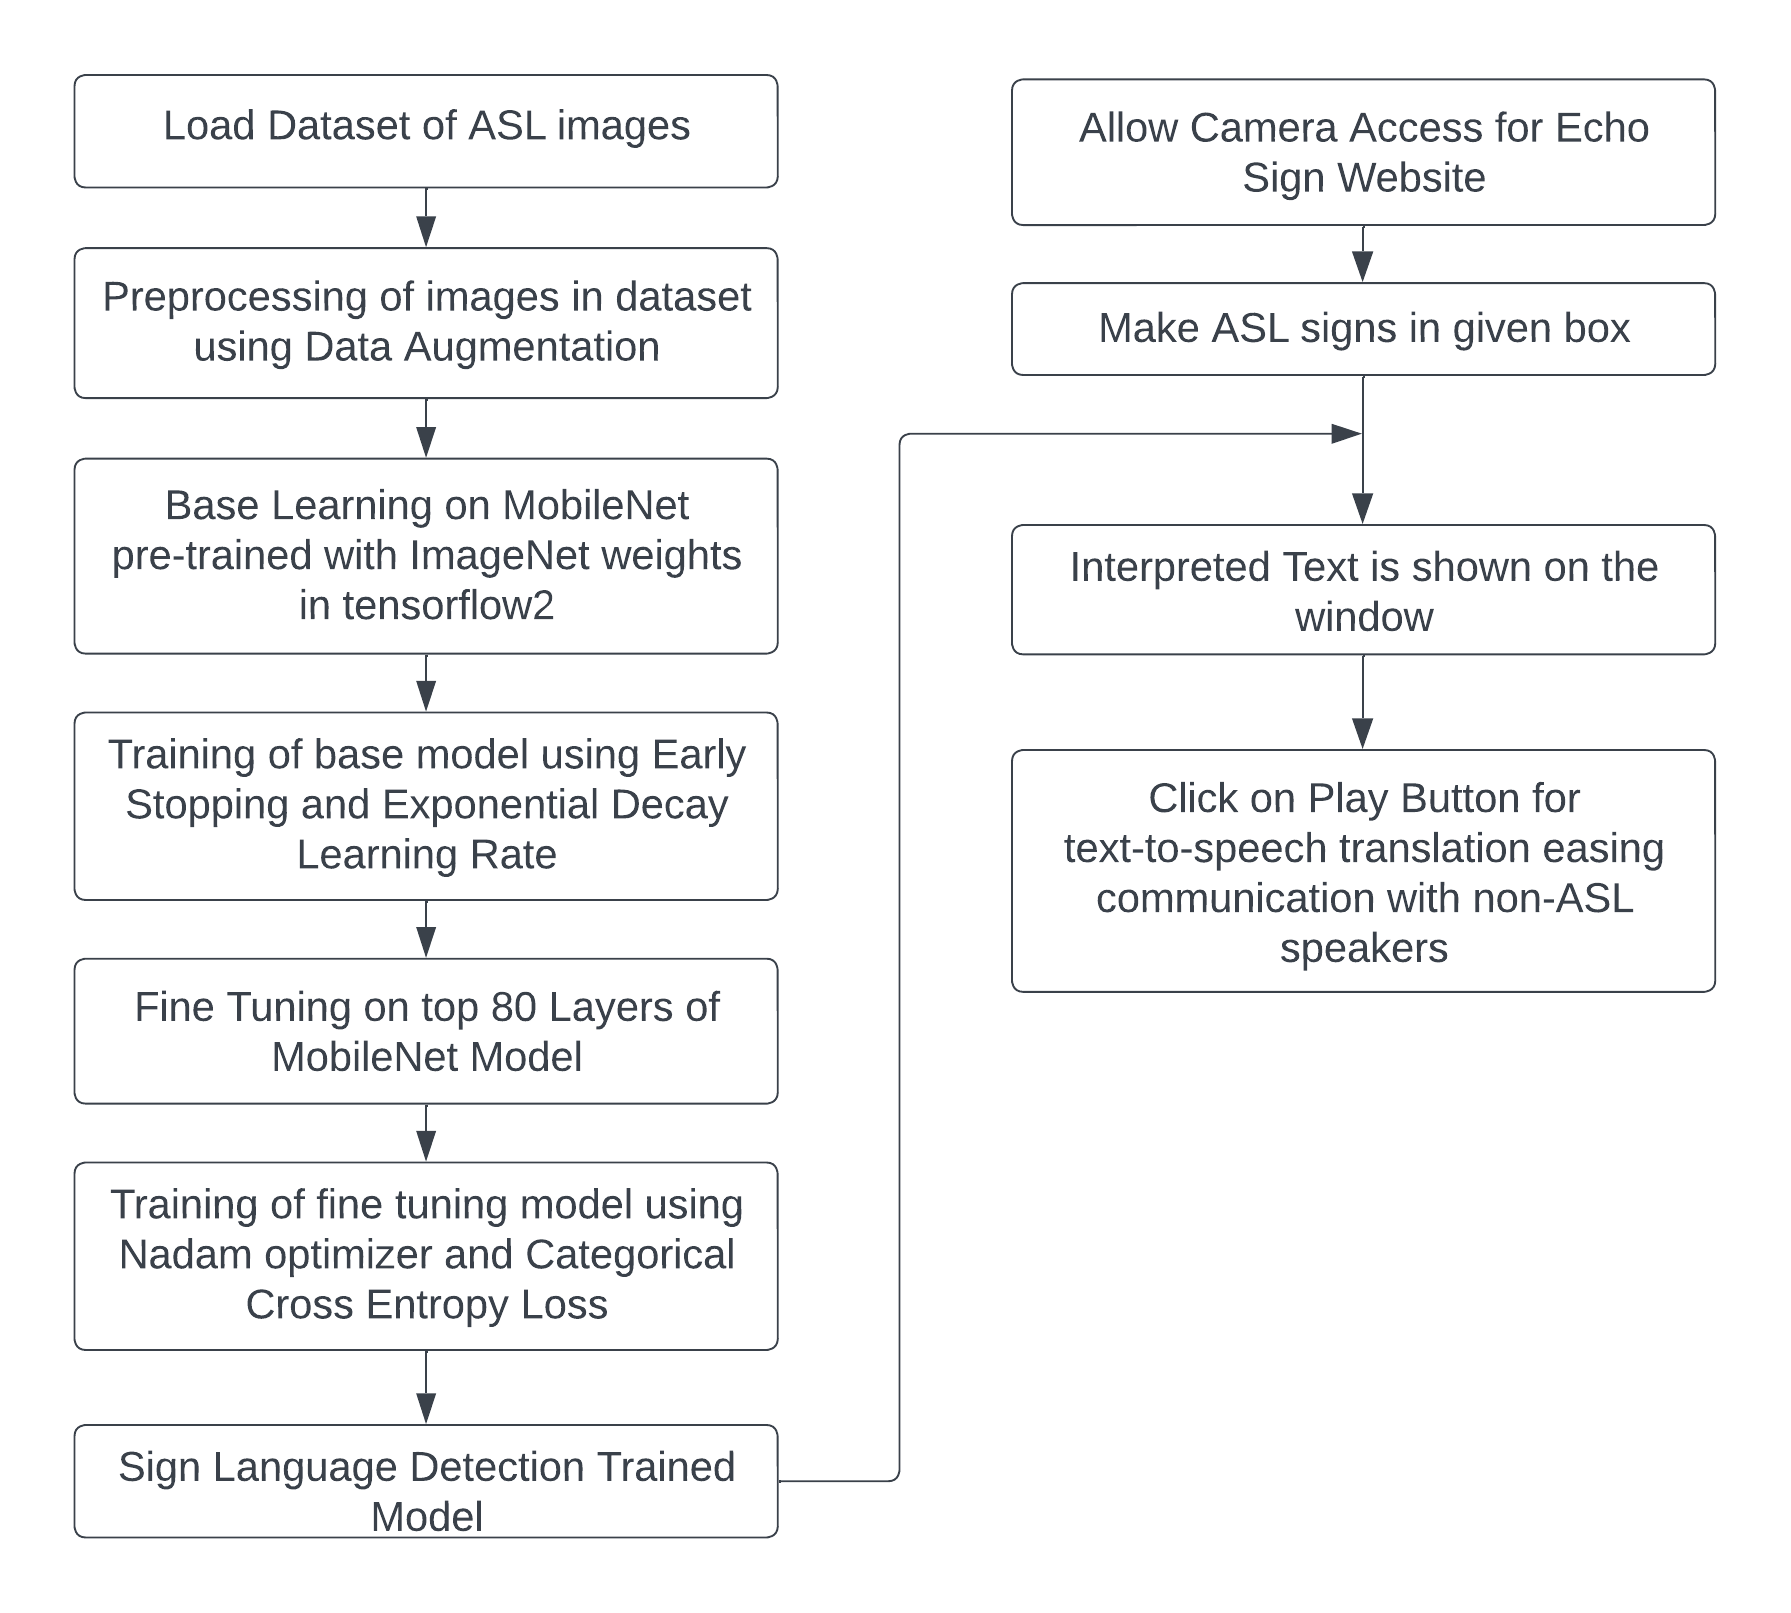 Load Dataset of ASL images
Preprocessing of images in dataset
using Data Augmentation
Base Learning on MobileNet
pre-trained with ImageNet weights
in tensorflow2
Training of base model using Early
Stopping and Exponential Decay
Learning Rate
Fine Tuning on top 80 Layers of
MobileNet Model
Training of fine tuning model using
Nadam optimizer and Categorical
Cross Entropy Loss
Sign Language Detection Trained
Model
Allow Camera Access for Echo
Sign Website
Make ASL signs in given box
Interpreted Text is shown on the
window
Click on Play Button for
text-to-speech translation easing
communication with non-ASL
speakers